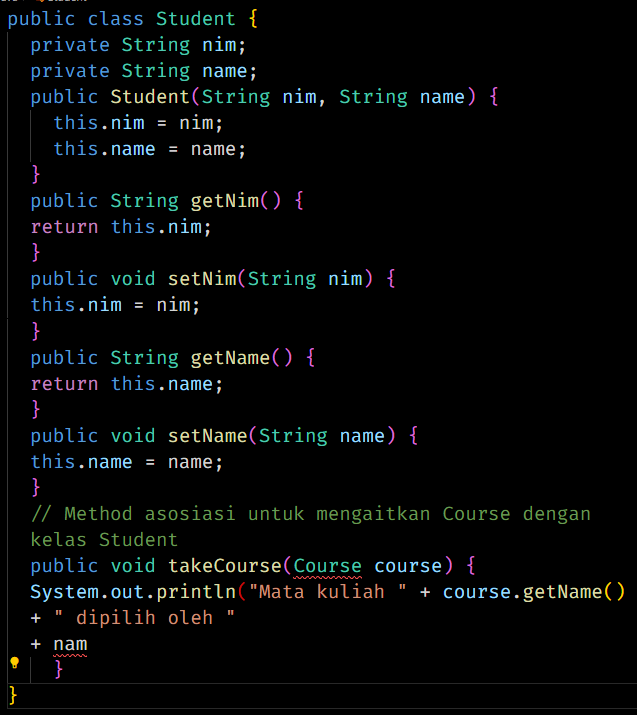 public class Student {
private String nim;
private String name;
public Student(String nim, String name) {
this.nim = nim;
this.name = name;
}
public String getNim() {
return this.nim;
}
public void setNim(String nim) {
this.nim = nim;
}
public String getName() {
return this.name;
}
public void setName(String name) {
this.name = name;
}
// Method asosiasi untuk mengaitkan Course dengan
kelas Student
public void takeCourse(Course course) {
System.out.println("Mata kuliah " + course.getName()
+ " dipilih oleh "
+ nam
}
}